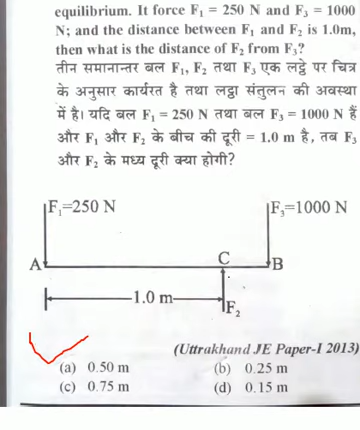 equilibrium. It force F₁ = 250 N and F₃ = 1000
N; and the distance between F₁ and F₂ is 1.0m,
then what is the distance of F₂ from F₃?
तीन समानान्तर बल F₁, F₂ तथा F₃ एक लट्ठे पर चित्र
के अनुसार कार्यरत है तथा लट्ठा संतुलन की अवस्था
में है। यदि बल F₁ = 250 N तथा बल F₃ = 1000 N हैं
और F₁ और F₂ के बीच की दूरी = 1.0 m है, तब F₃
और F₂ के मध्य दूरी क्या होगी?
F₁=250 N F₃=1000 N
A C B
1.0 m
F₂
(Uttrakhand JE Paper-I 2013)
(a) 0.50 m (b) 0.25 m
(c) 0.75 m (d) 0.15 m